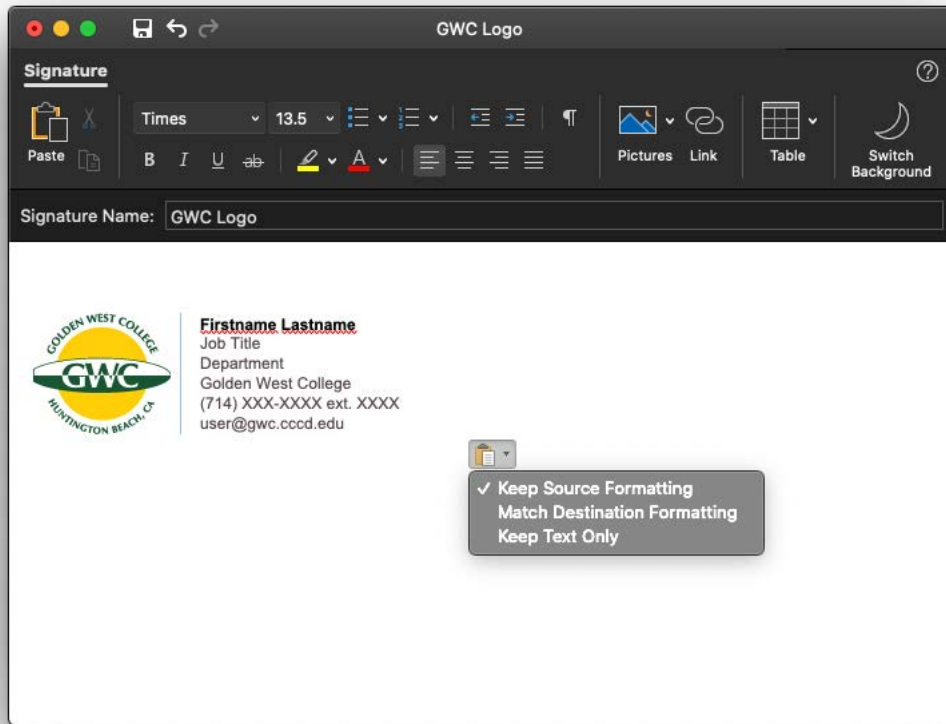 GWC Logo
Signature
Times
13.5
Paste
B I U ab
A
Pictures
Link
Table
Switch
Background
Signature Name: GWC Logo
GOLDEN WEST COLLEGE
GWC
HUNTINGTON BEACH, CA
Firstname Lastname
Job Title
Department
Golden West College
(714) XXX-XXXX ext. XXXX
user@gwc.cccd.edu
✓ Keep Source Formatting
Match Destination Formatting
Keep Text Only